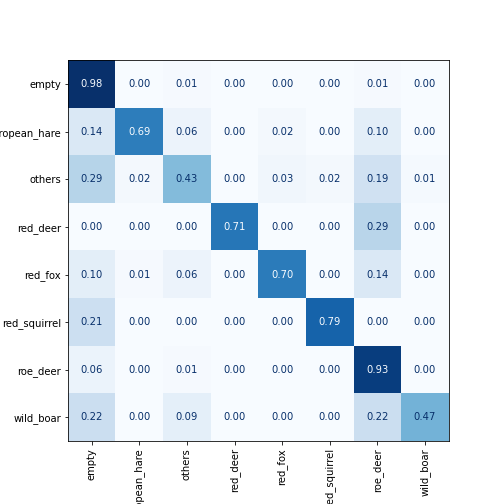 empty 0.98 0.00 0.01 0.00 0.00 0.00 0.01 0.00
ropean_hare 0.14 0.69 0.06 0.00 0.02 0.00 0.10 0.00
others 0.29 0.02 0.43 0.00 0.03 0.02 0.19 0.01
red_deer 0.00 0.00 0.00 0.71 0.00 0.00 0.29 0.00
red_fox 0.10 0.01 0.06 0.00 0.70 0.00 0.14 0.00
red_squirrel 0.21 0.00 0.00 0.00 0.00 0.79 0.00 0.00
roe_deer 0.06 0.00 0.01 0.00 0.00 0.00 0.93 0.00
wild_boar 0.22 0.00 0.09 0.00 0.00 0.00 0.22 0.47
empty
pean_hare
others
red_deer
red_fox
ed_squirrel
roe_deer
wild_boar